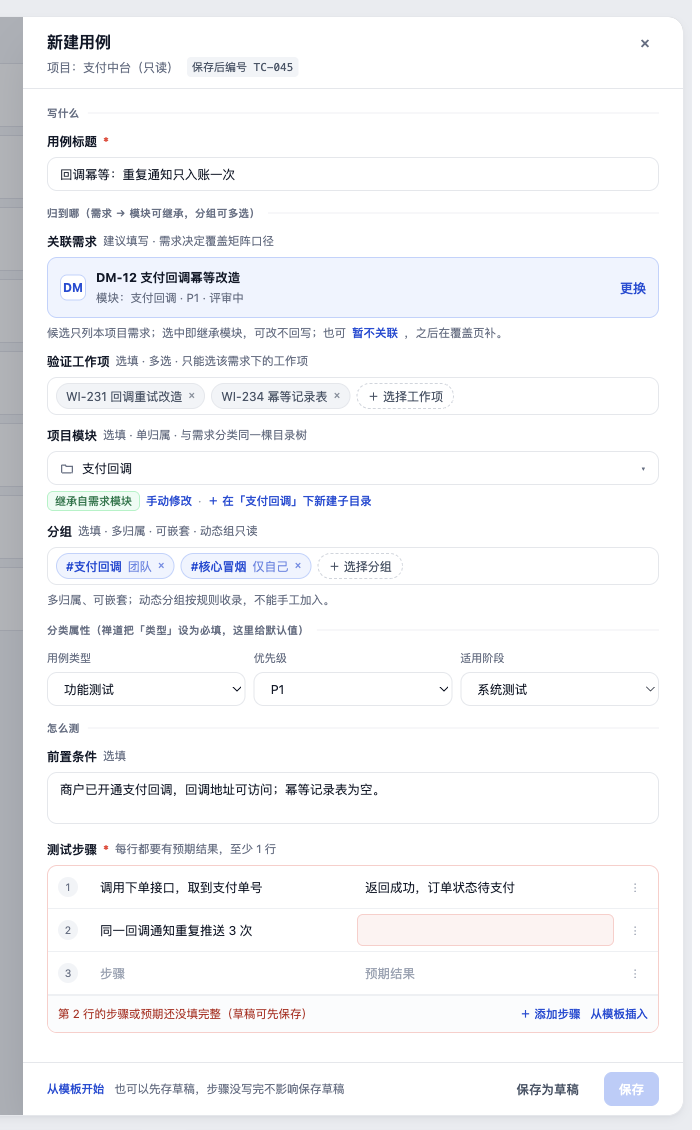 新建用例
×
项目：支付中台（只读） 保存后编号 TC-045
写什么
用例标题 *
回调幂等：重复通知只入账一次
归到哪（需求 → 模块可继承，分组可多选）
关联需求 建议填写 · 需求决定覆盖矩阵口径
DM
DM-12 支付回调幂等改造
模块：支付回调 · P1 · 评审中
更换
候选只列本项目需求；选中即继承模块，可改不回写；也可 暂不关联 ，之后在覆盖页补。
验证工作项 选填 · 多选 · 只能选该需求下的工作项
WI-231 回调重试改造 × WI-234 幂等记录表 × ＋ 选择工作项
项目模块 选填 · 单归属 · 与需求分类同一棵目录树
支付回调
继承自需求模块 手动修改 · ＋ 在「支付回调」下新建子目录
分组 选填 · 多归属 · 可嵌套 · 动态组只读
#支付回调 团队 × #核心冒烟 仅自己 × ＋ 选择分组
多归属、可嵌套；动态分组按规则收录，不能手工加入。
分类属性（禅道把「类型」设为必填，这里给默认值）
用例类型 优先级 适用阶段
功能测试 P1 系统测试
怎么测
前置条件 选填
商户已开通支付回调，回调地址可访问；幂等记录表为空。
测试步骤 * 每行都要有预期结果，至少 1 行
1 调用下单接口，取到支付单号 返回成功，订单状态待支付
2 同一回调通知重复推送 3 次
3 步骤 预期结果
第 2 行的步骤或预期还没填完整（草稿可先保存） ＋ 添加步骤 从模板插入
从模板开始 也可以先存草稿，步骤没写完不影响保存草稿 保存为草稿 保存